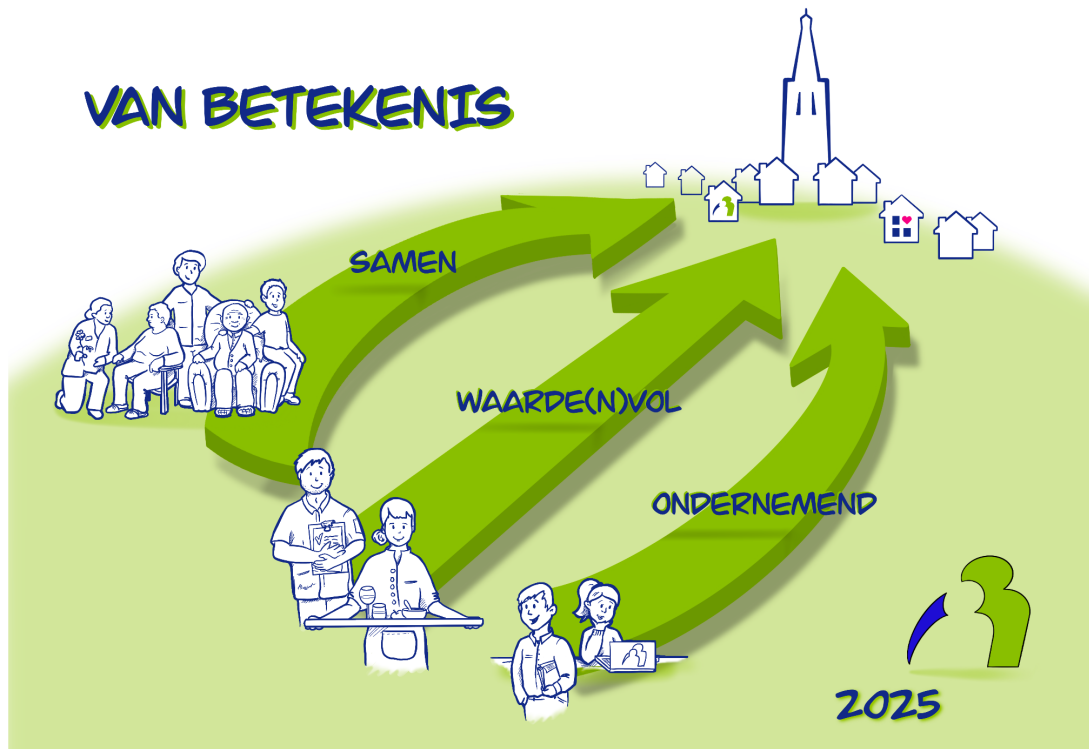 VAN BETEKENIS
SAMEN
WAARDE(N)VOL
ONDERNEMEND
2025